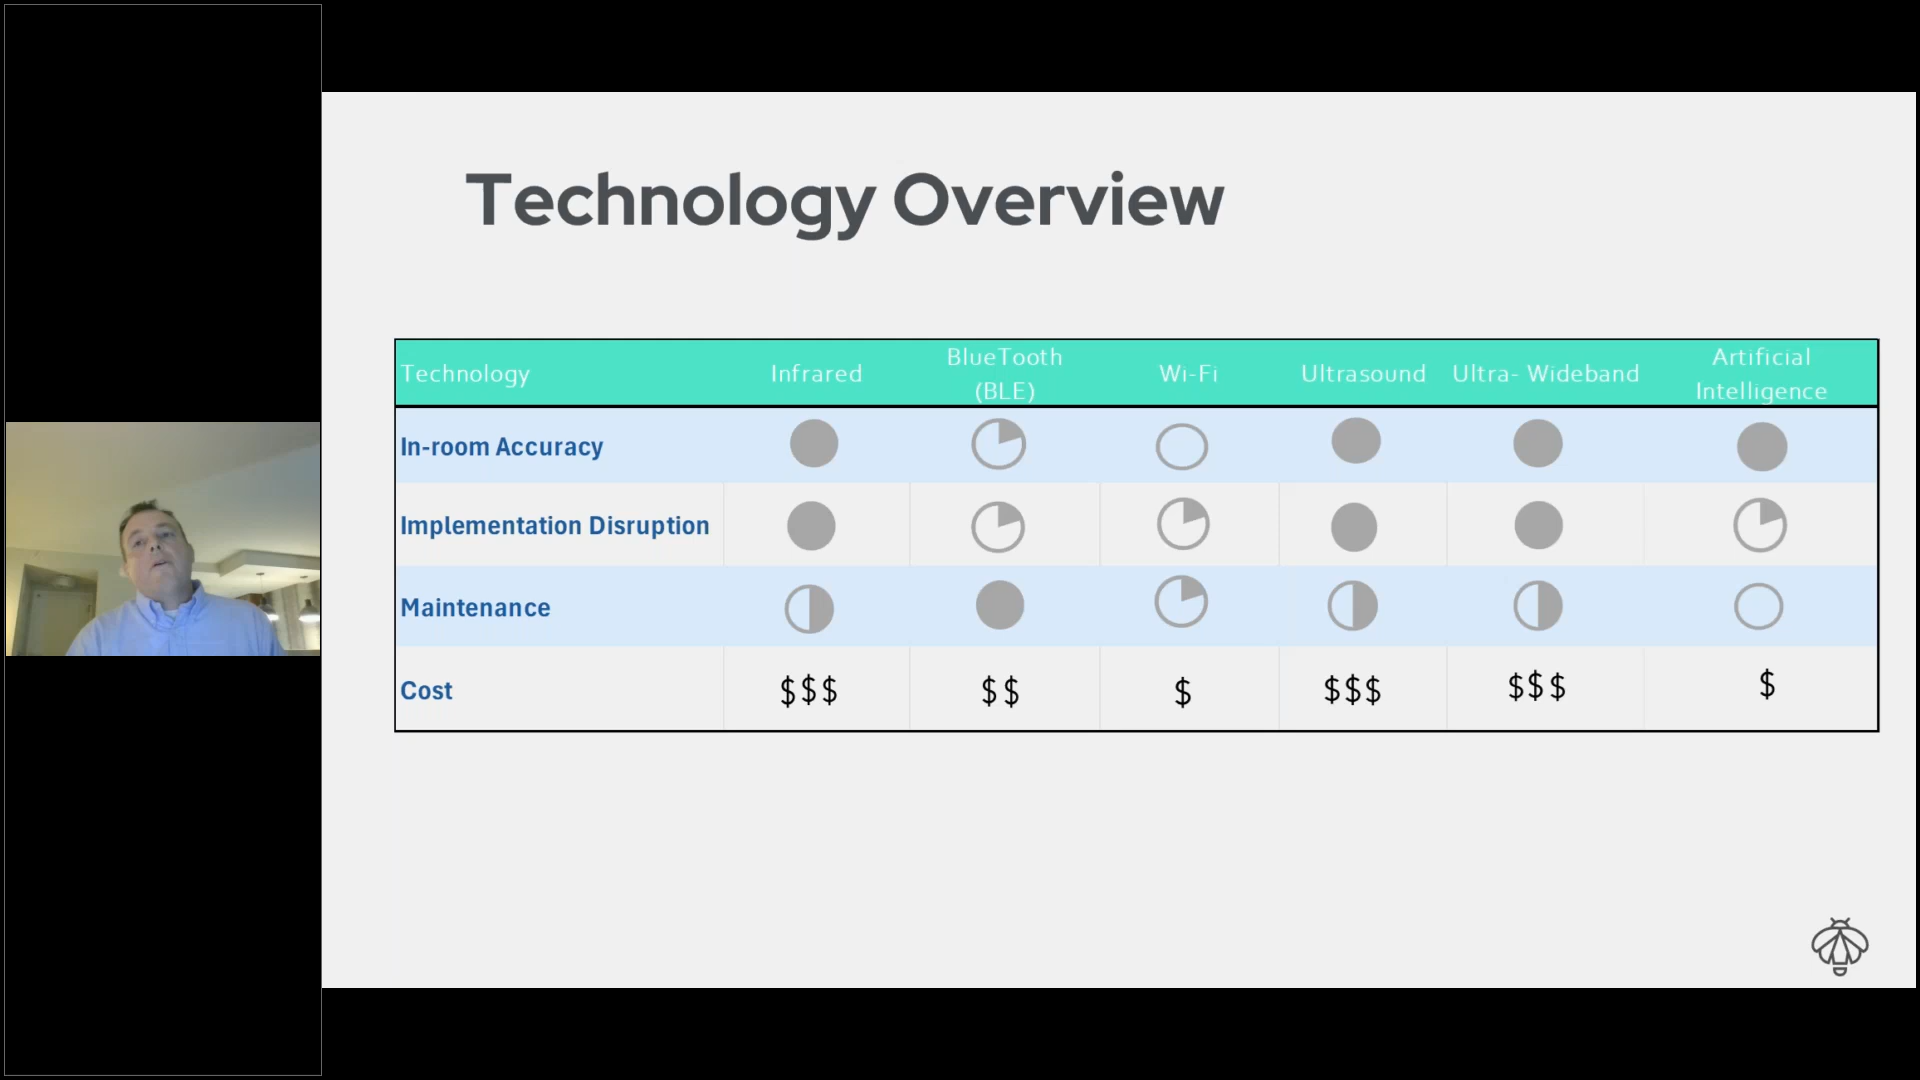 Technology Overview
Technology Infrared BlueTooth (BLE) Wi-Fi Ultrasound Ultra- Wideband Artificial Intelligence
In-room Accuracy
Implementation Disruption
Maintenance
Cost $$$ $$ $ $$$ $$$ $